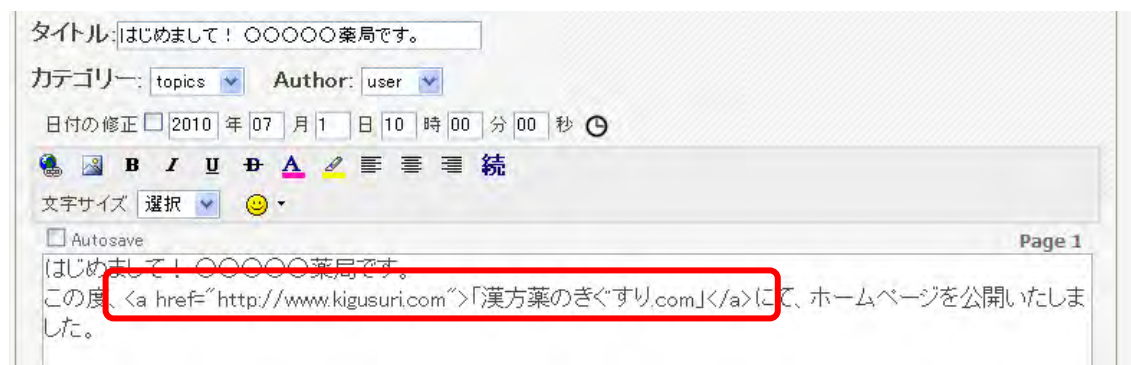 タイトル:はじめまして！ ○○○○○薬局です。
カテゴリー: topics Author: user
日付の修正 2010 年 07 月 1 日 10 時 00 分 00 秒
B I U D A 続
文字サイズ 選択
Autosave Page 1
はじめまして！ ○○○○○薬局です。
この度、<a href="http://www.kigusuri.com">「漢方薬のきぐすり.com」</a>にて、ホームページを公開いたしま
した。